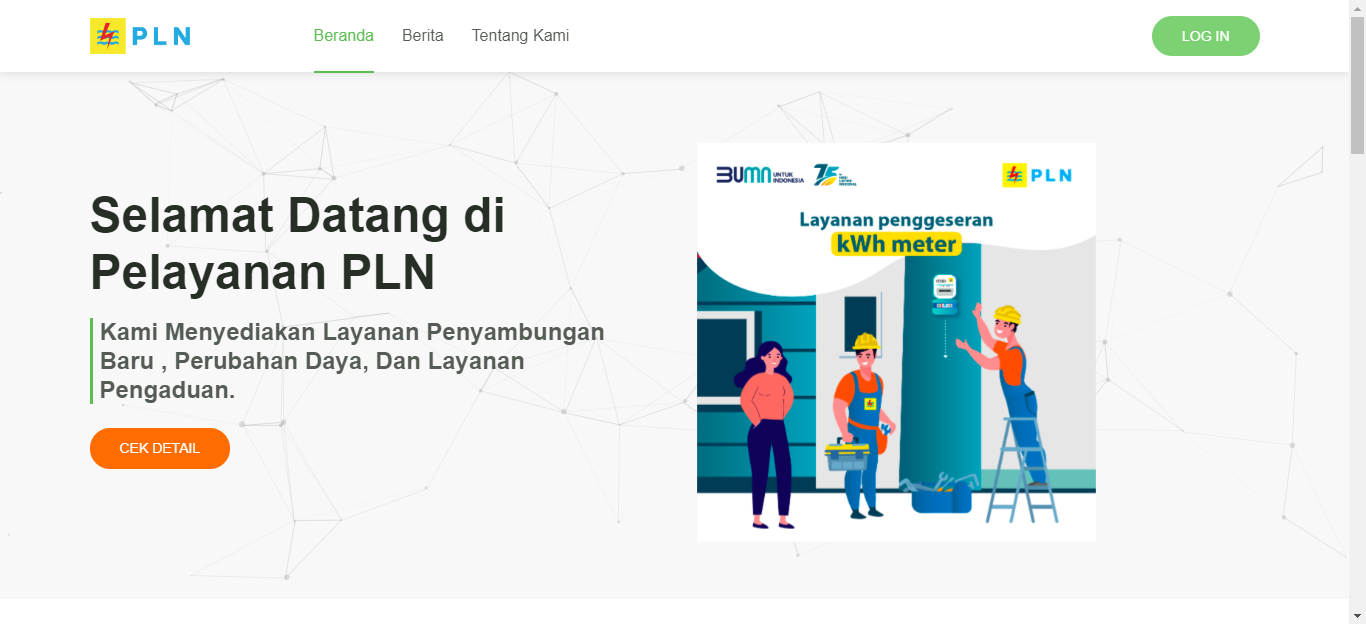 PLN
Beranda
Berita
Tentang Kami
LOG IN
Selamat Datang di
Pelayanan PLN
Kami Menyediakan Layanan Penyambungan
Baru , Perubahan Daya, Dan Layanan
Pengaduan.
CEK DETAIL
BUMN UNTUK
INDONESIA
75
PLN
Layanan penggeseran
kWh meter